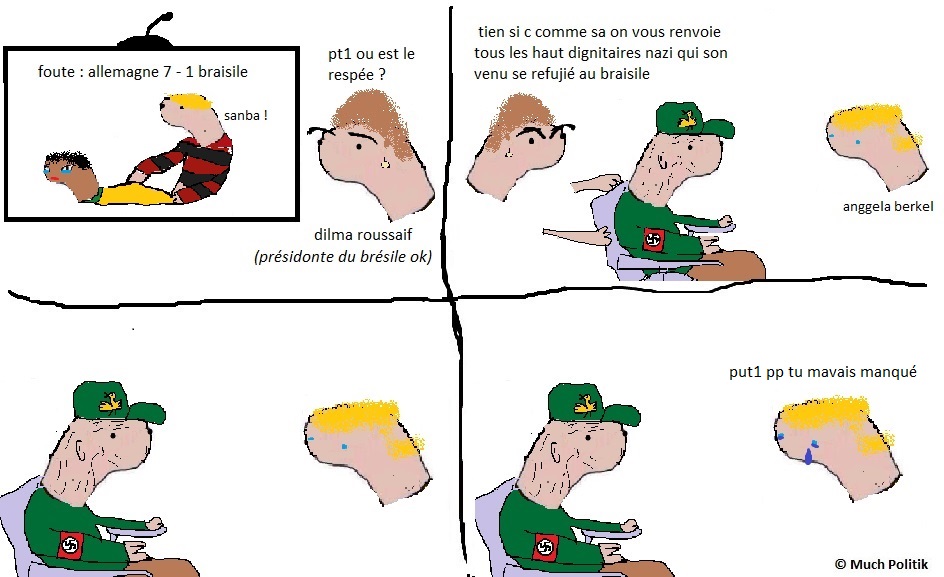 foute : allemagne 7 - 1 braisile
sanba !
pt1 ou est le
respée ?
dilma roussaif
(présidonte du brésile ok)
tien si c comme sa on vous renvoie
tous les haut dignitaires nazi qui son
venu se refujié au braisile
anggela berkel
put1 pp tu mavais manqué
© Much Politik